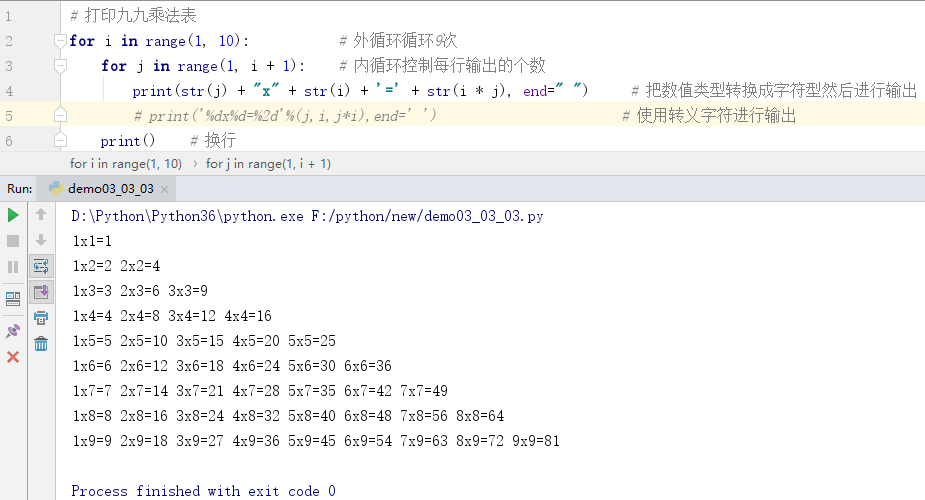 1 # 打印九九乘法表
2 for i in range(1, 10): # 外循环循环9次
3 for j in range(1, i + 1): # 内循环控制每行输出的个数
4 print(str(j) + "x" + str(i) + '=' + str(i * j), end=" ") # 把数值类型转换成字符型然后进行输出
5 # print('%dx%d=%2d'%(j,i,j*i),end=' ') # 使用转义字符进行输出
6 print() # 换行
for i in range(1, 10) › for j in range(1, i + 1)
Run: demo03_03_03 ×
D:\Python\Python36\python.exe F:/python/new/demo03_03_03.py
1x1=1
1x2=2 2x2=4
1x3=3 2x3=6 3x3=9
1x4=4 2x4=8 3x4=12 4x4=16
1x5=5 2x5=10 3x5=15 4x5=20 5x5=25
1x6=6 2x6=12 3x6=18 4x6=24 5x6=30 6x6=36
1x7=7 2x7=14 3x7=21 4x7=28 5x7=35 6x7=42 7x7=49
1x8=8 2x8=16 3x8=24 4x8=32 5x8=40 6x8=48 7x8=56 8x8=64
1x9=9 2x9=18 3x9=27 4x9=36 5x9=45 6x9=54 7x9=63 8x9=72 9x9=81
Process finished with exit code 0